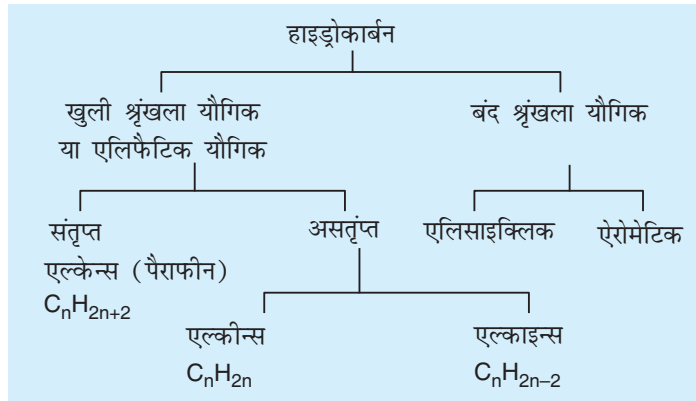 हाइड्रोकार्बन
खुली श्रृंखला यौगिक
या एलिफैटिक यौगिक
बंद श्रृंखला यौगिक
संतृप्त
एल्केन्स (पैराफीन)
CnH2n+2
असतृंप्त
एलिसाइक्लिक
ऐरोमेटिक
एल्कीन्स
CnH2n
एल्काइन्स
CnH2n–2